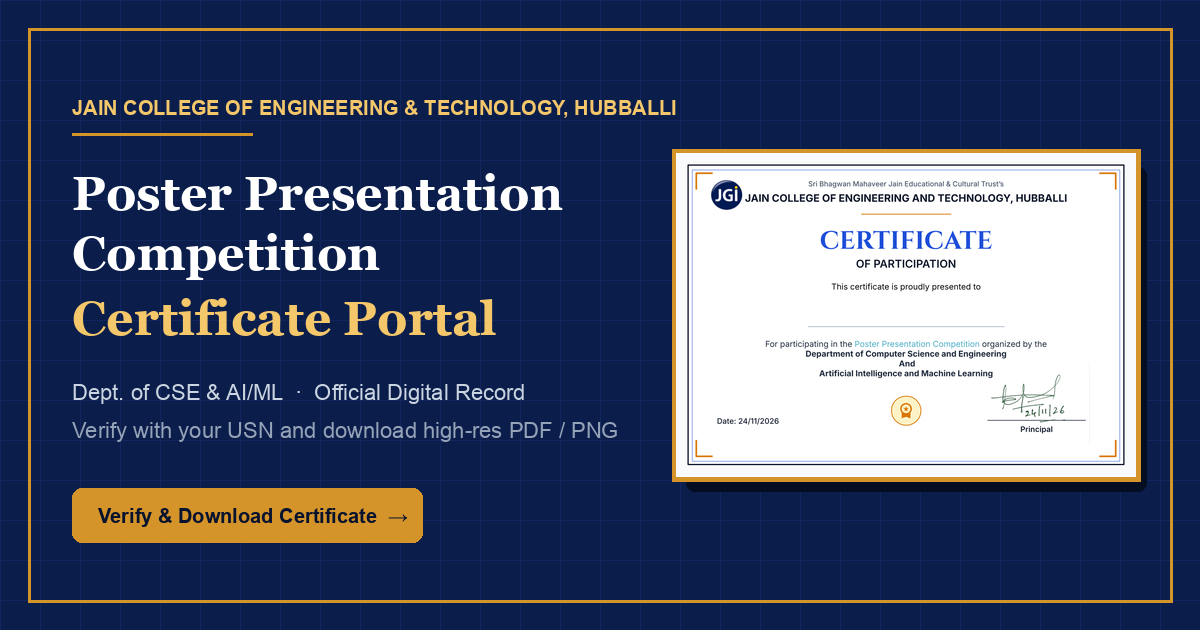 JAIN COLLEGE OF ENGINEERING & TECHNOLOGY, HUBBALLI
Poster Presentation
Competition
Certificate Portal
Dept. of CSE & AI/ML · Official Digital Record
Verify with your USN and download high-res PDF / PNG
Verify & Download Certificate →
JGi
Sri Bhagwan Mahaveer Jain Educational & Cultural Trust's
JAIN COLLEGE OF ENGINEERING AND TECHNOLOGY, HUBBALLI
CERTIFICATE
OF PARTICIPATION
This certificate is proudly presented to
For participating in the Poster Presentation Competition organized by the
Department of Computer Science and Engineering
And
Artificial Intelligence and Machine Learning
24/11/26
Date: 24/11/2026
Principal